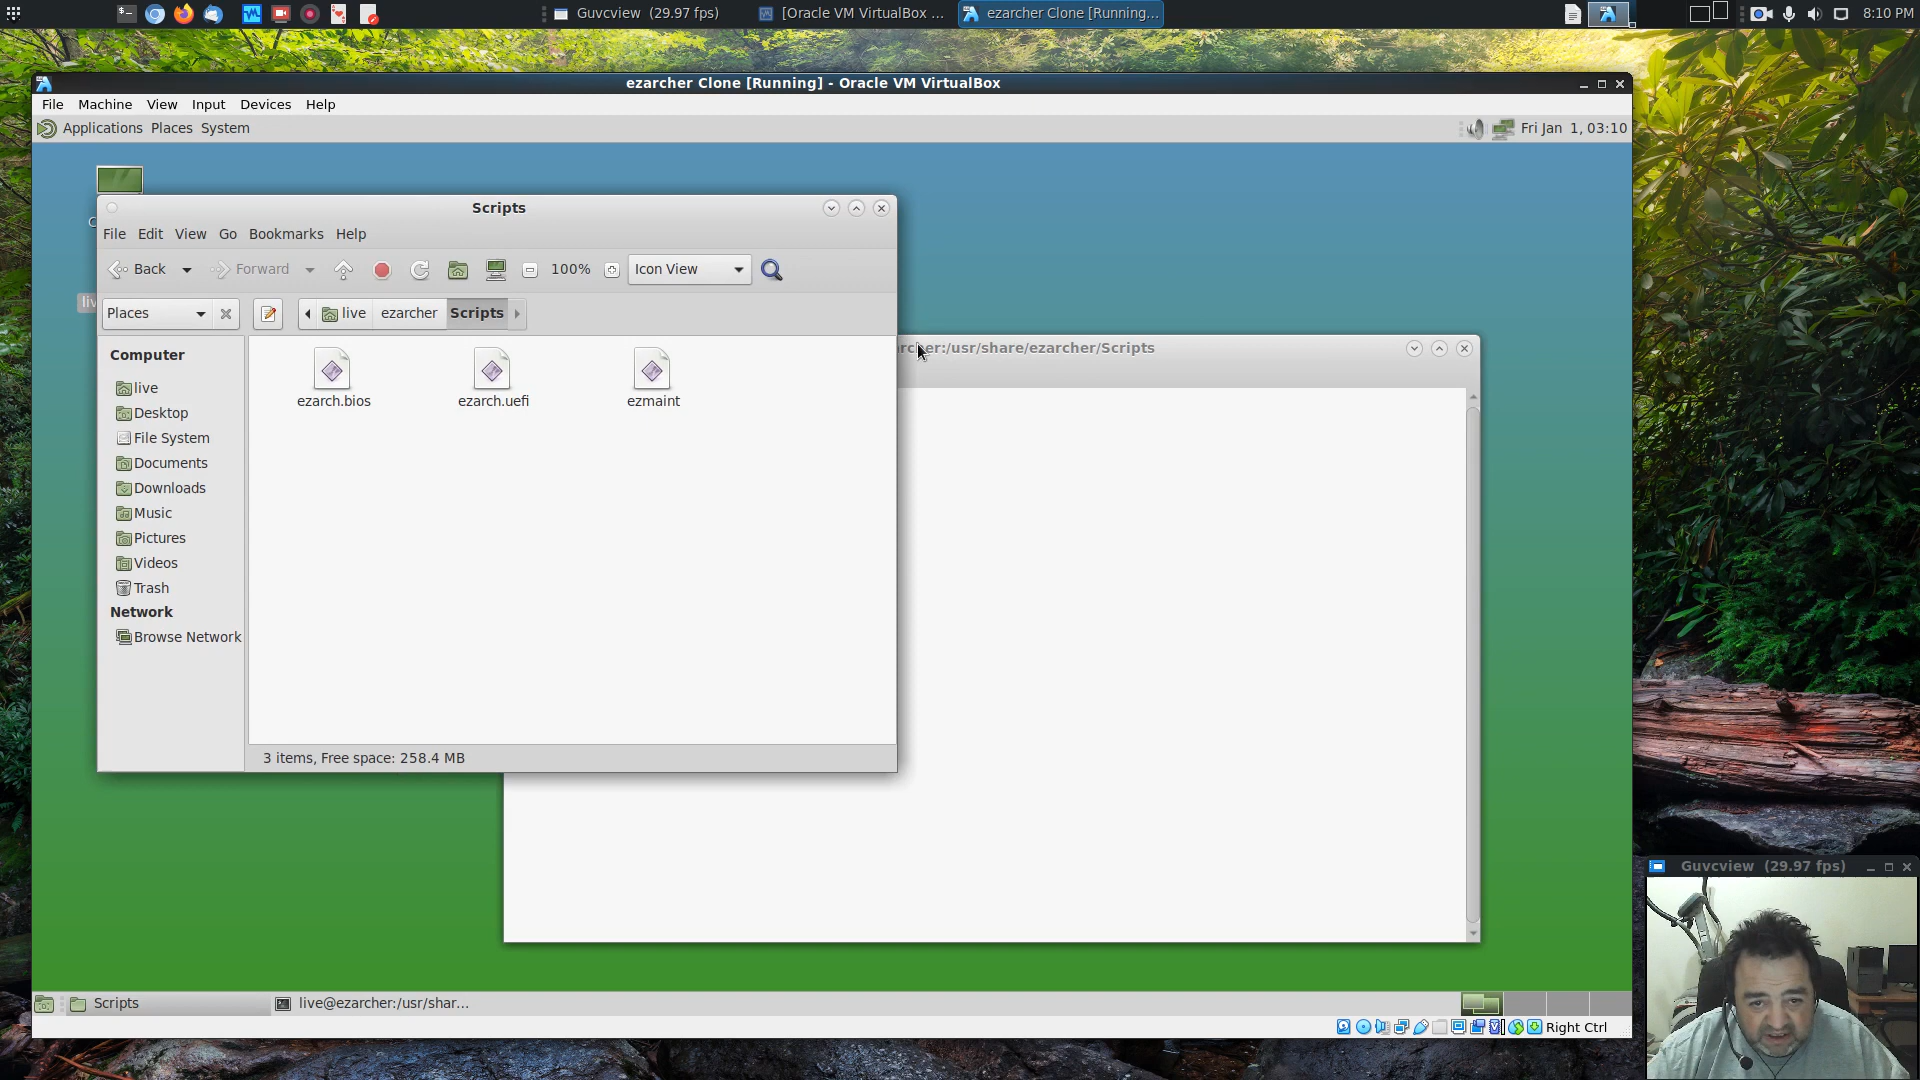 Guvcview (29.97 fps)
[Oracle VM VirtualBox ...
ezarcher Clone [Running...
8:10 PM
ezarcher Clone [Running] - Oracle VM VirtualBox
File Machine View Input Devices Help
Applications Places System
Fri Jan 1, 03:10
Scripts
File Edit View Go Bookmarks Help
Back
Forward
100%
Icon View
Places
live
ezarcher
Scripts
:/usr/share/ezarcher/Scripts
Computer
live
Desktop
File System
Documents
Downloads
Music
Pictures
Videos
Trash
Network
Browse Network
ezarch.bios
ezarch.uefi
ezmaint
3 items, Free space: 258.4 MB
Guvcview (29.97 fps)
Scripts
live@ezarcher:/usr/shar...
Right Ctrl